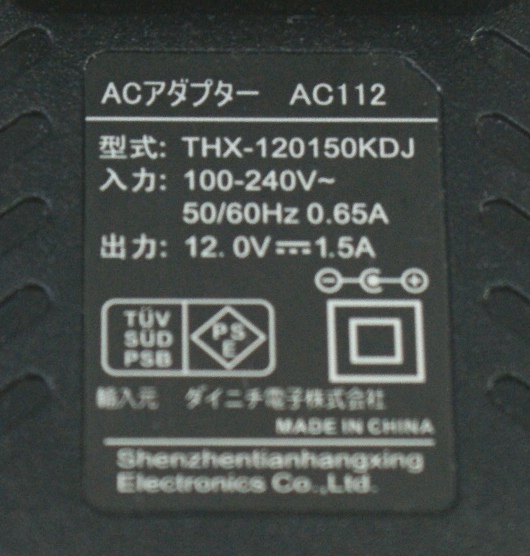 ACアダプター AC112
型式: THX-120150KDJ
入力: 100-240V~
50/60Hz 0.65A
出力: 12.0V⎓1.5A
TÜV
SÜD
PSB
PSE
輸入元 ダイニチ電子株式会社
MADE IN CHINA
Shenzhentianhangxing
Electronics Co.,Ltd.